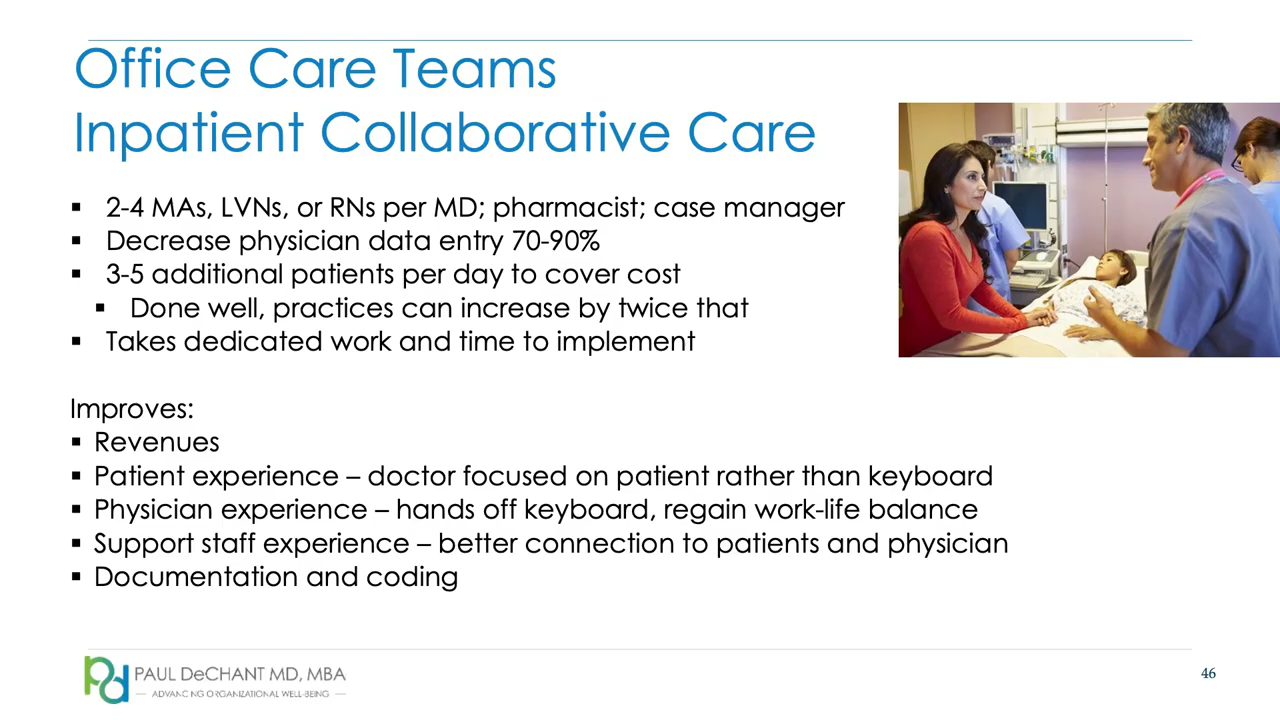 Office Care Teams
Inpatient Collaborative Care
▪ 2-4 MAs, LVNs, or RNs per MD; pharmacist; case manager
▪ Decrease physician data entry 70-90%
▪ 3-5 additional patients per day to cover cost
▪ Done well, practices can increase by twice that
▪ Takes dedicated work and time to implement
Improves:
▪ Revenues
▪ Patient experience – doctor focused on patient rather than keyboard
▪ Physician experience – hands off keyboard, regain work-life balance
▪ Support staff experience – better connection to patients and physician
▪ Documentation and coding
pd
PAUL DeCHANT MD, MBA
— ADVANCING ORGANIZATIONAL WELL-BEING —
46